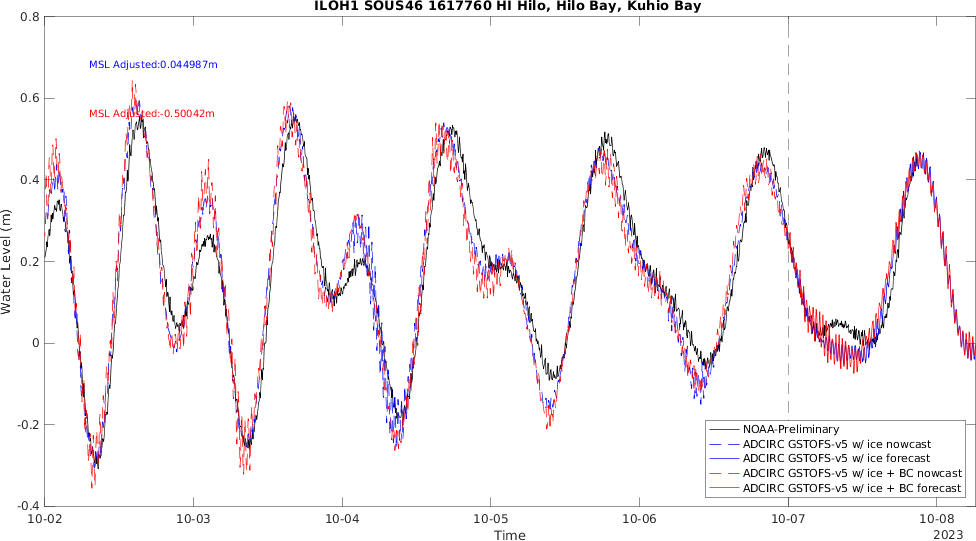 ILOH1 SOUS46 1617760 HI Hilo, Hilo Bay, Kuhio Bay
MSL Adjusted:0.044987m
MSL Adjusted:-0.50042m
0.8
0.6
0.4
0.2
0
-0.2
-0.4
Water Level (m)
NOAA-Preliminary
ADCIRC GSTOFS-v5 w/ ice nowcast
ADCIRC GSTOFS-v5 w/ ice forecast
ADCIRC GSTOFS-v5 w/ ice + BC nowcast
ADCIRC GSTOFS-v5 w/ ice + BC forecast
10-02 10-03 10-04 10-05 10-06 10-07 10-08
Time
2023